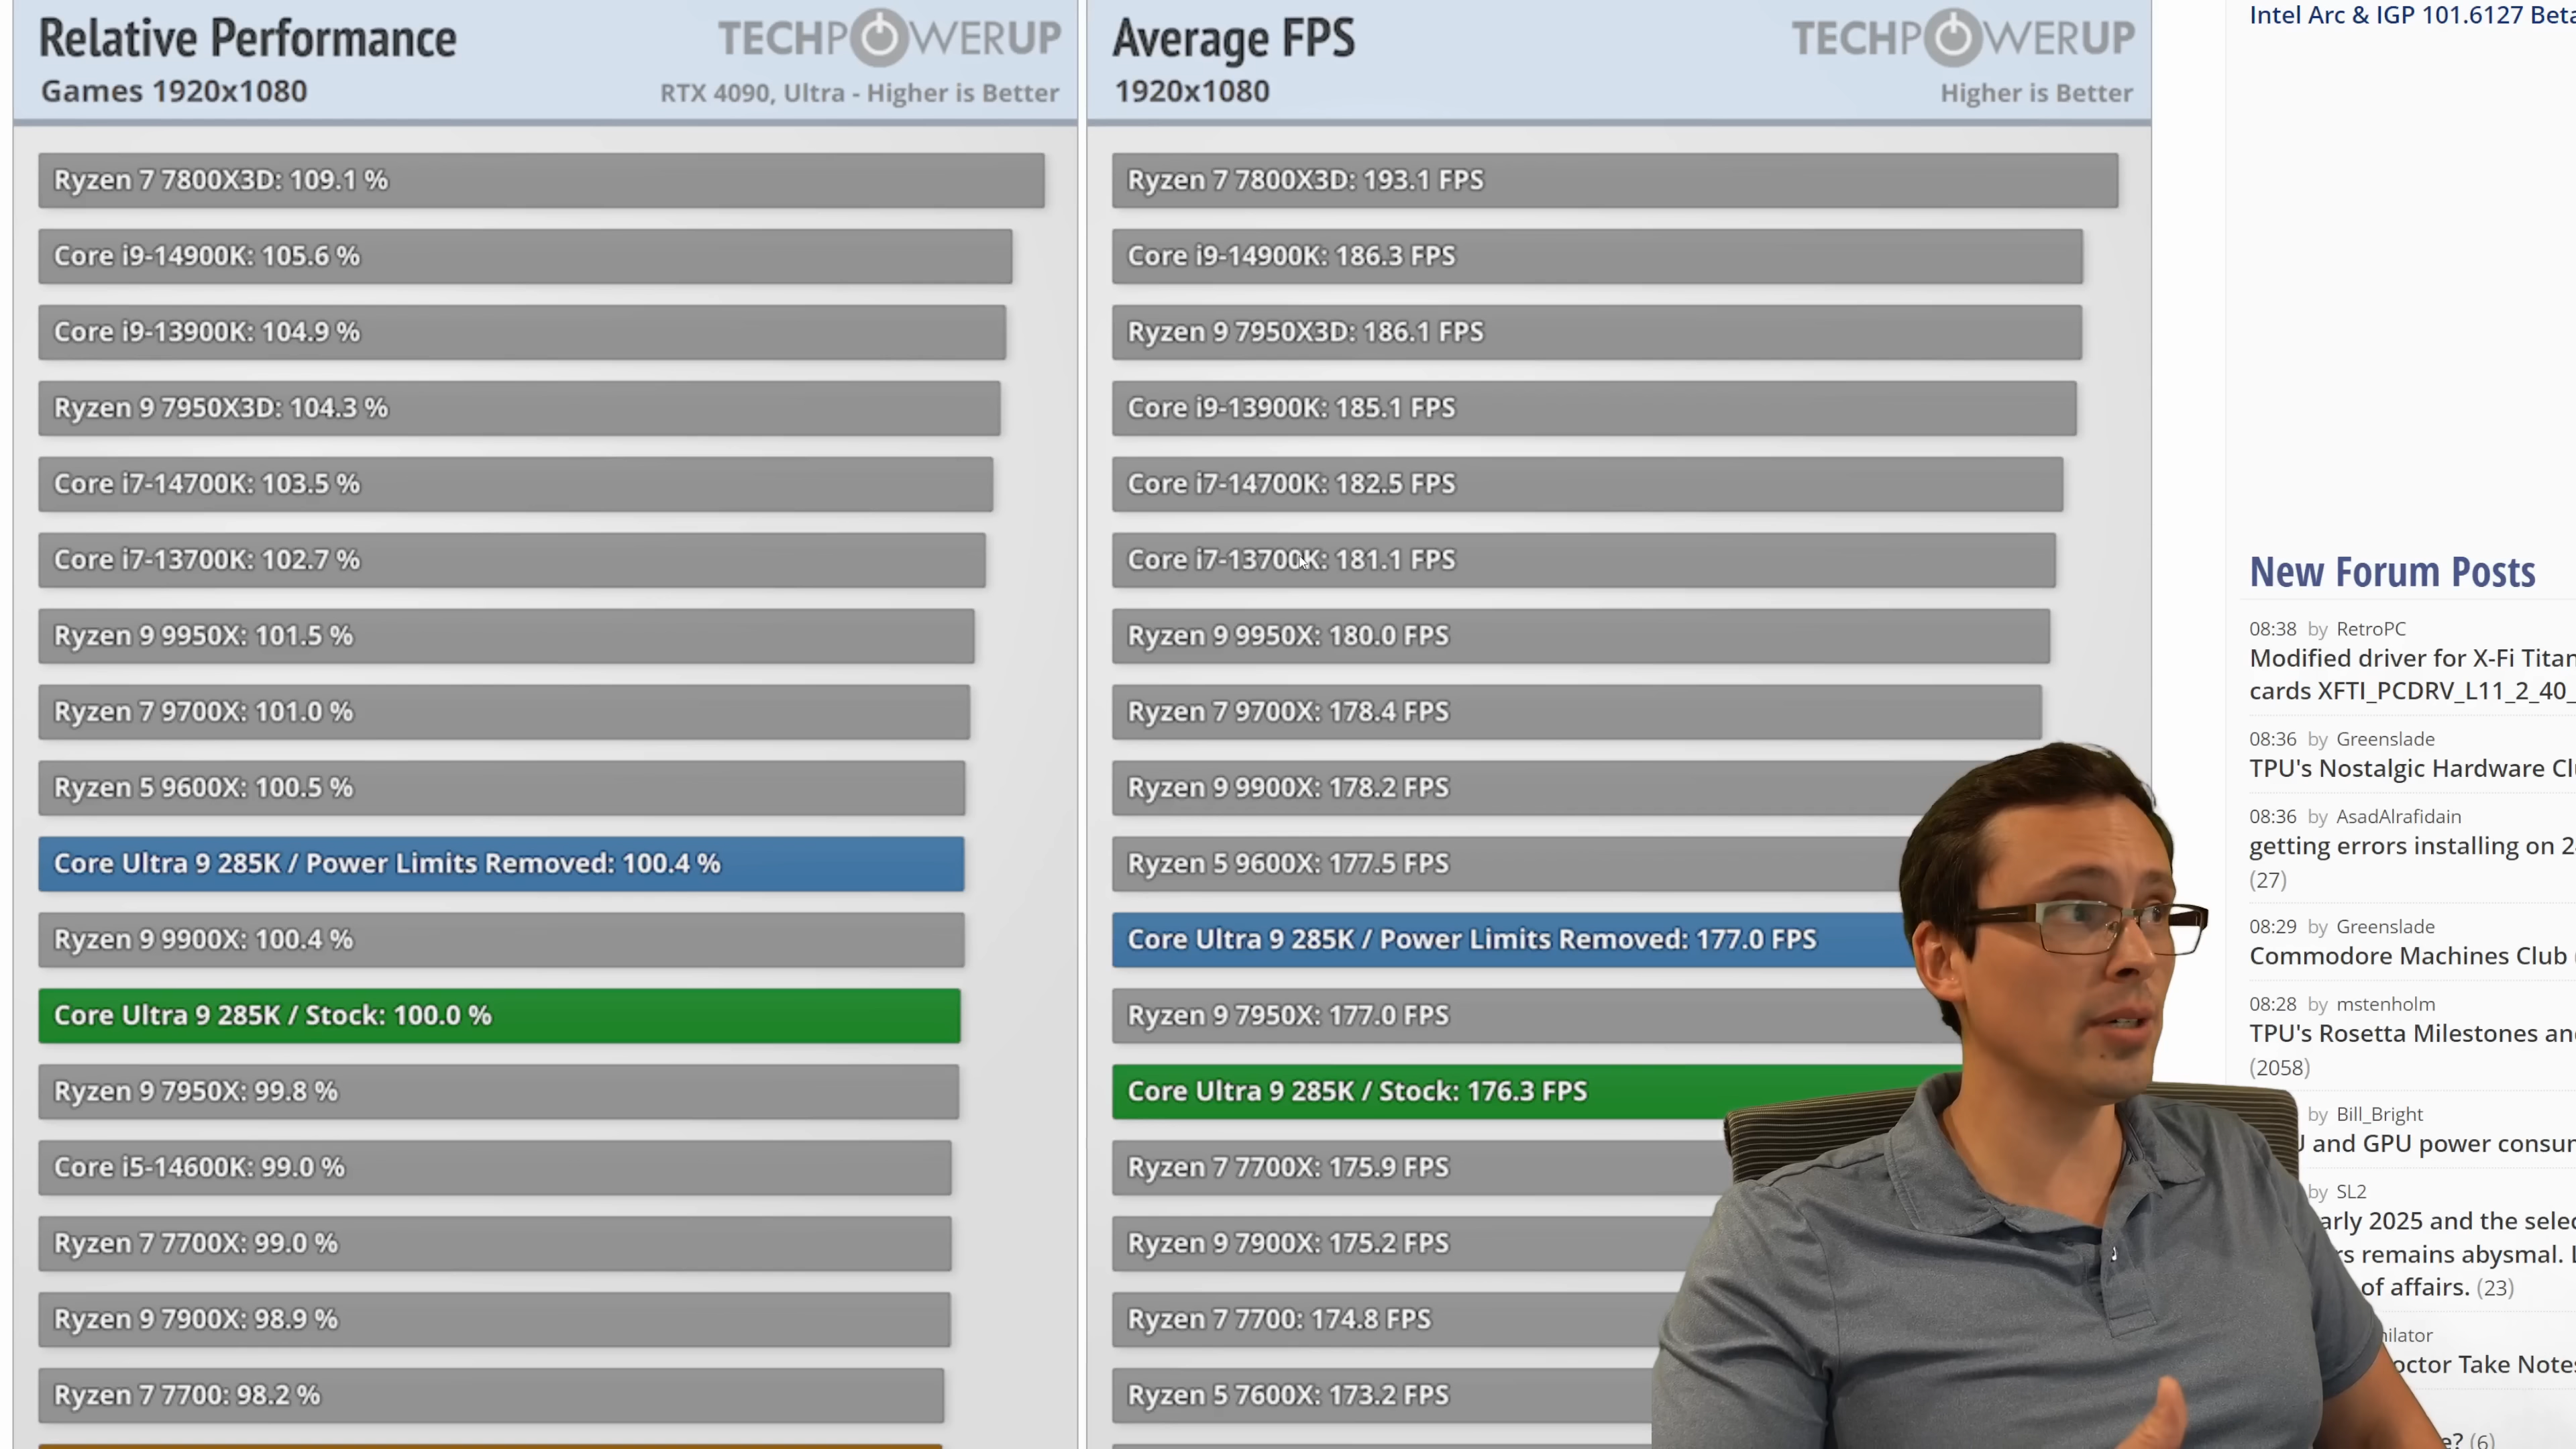 Relative Performance
TECHPOWERUP
Games 1920x1080
RTX 4090, Ultra - Higher is Better
Ryzen 7 7800X3D: 109.1 %
Core i9-14900K: 105.6 %
Core i9-13900K: 104.9 %
Ryzen 9 7950X3D: 104.3 %
Core i7-14700K: 103.5 %
Core i7-13700K: 102.7 %
Ryzen 9 9950X: 101.5 %
Ryzen 7 9700X: 101.0 %
Ryzen 5 9600X: 100.5 %
Core Ultra 9 285K / Power Limits Removed: 100.4 %
Ryzen 9 9900X: 100.4 %
Core Ultra 9 285K / Stock: 100.0 %
Ryzen 9 7950X: 99.8 %
Core i5-14600K: 99.0 %
Ryzen 7 7700X: 99.0 %
Ryzen 9 7900X: 98.9 %
Ryzen 7 7700: 98.2 %
Average FPS
TECHPOWERUP
1920x1080
Higher is Better
Ryzen 7 7800X3D: 193.1 FPS
Core i9-14900K: 186.3 FPS
Ryzen 9 7950X3D: 186.1 FPS
Core i9-13900K: 185.1 FPS
Core i7-14700K: 182.5 FPS
Core i7-13700K: 181.1 FPS
Ryzen 9 9950X: 180.0 FPS
Ryzen 7 9700X: 178.4 FPS
Ryzen 9 9900X: 178.2 FPS
Ryzen 5 9600X: 177.5 FPS
Core Ultra 9 285K / Power Limits Removed: 177.0 FPS
Ryzen 9 7950X: 177.0 FPS
Core Ultra 9 285K / Stock: 176.3 FPS
Ryzen 7 7700X: 175.9 FPS
Ryzen 9 7900X: 175.2 FPS
Ryzen 7 7700: 174.8 FPS
Ryzen 5 7600X: 173.2 FPS
Intel Arc & IGP 101.6127 Beta
New Forum Posts
08:38 by RetroPC
Modified driver for X-Fi Titan
cards XFTI_PCDRV_L11_2_40_
08:36 by Greenslade
TPU's Nostalgic Hardware Cl
08:36 by AsadAlrafidain
getting errors installing on 2
(27)
08:29 by Greenslade
Commodore Machines Club
08:28 by mstenholm
TPU's Rosetta Milestones an
(2058)
by Bill_Bright
and GPU power consum
by SL2
arly 2025 and the selec
rs remains abysmal.
of affairs. (23)
ilator
octor Take Notes
e? (6)